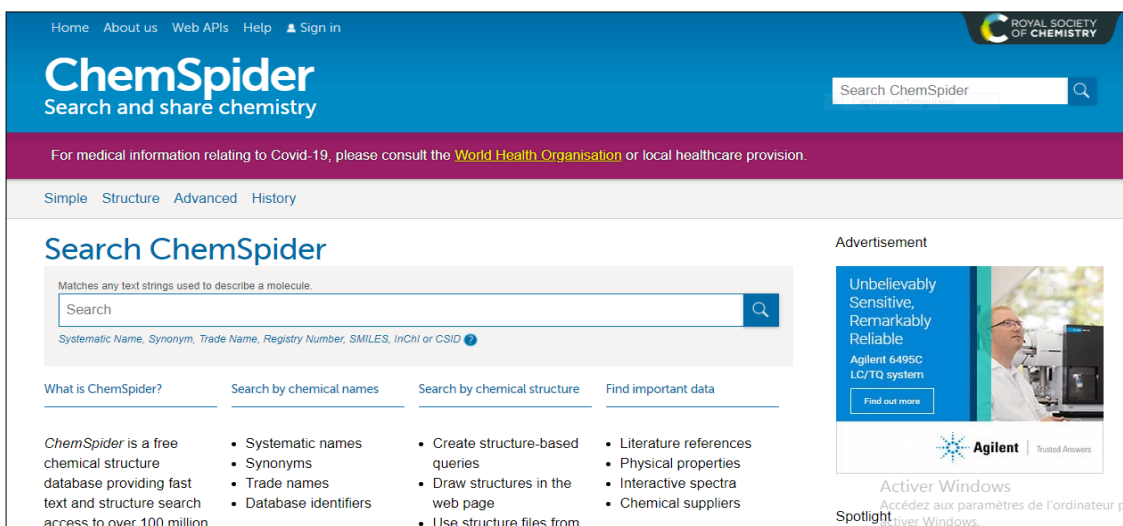 Home About us Web APIs Help Sign in
ROYAL SOCIETY
OF CHEMISTRY
ChemSpider
Search and share chemistry
Search ChemSpider
Capture rectangulaire
For medical information relating to Covid-19, please consult the World Health Organisation or local healthcare provision.
Simple Structure Advanced History
Search ChemSpider
Matches any text strings used to describe a molecule.
Search
Systematic Name, Synonym, Trade Name, Registry Number, SMILES, InChI or CSID ?
What is ChemSpider?
ChemSpider is a free
chemical structure
database providing fast
text and structure search
access to over 100 million
Search by chemical names
• Systematic names
• Synonyms
• Trade names
• Database identifiers
Search by chemical structure
• Create structure-based
queries
• Draw structures in the
web page
• Use structure files from
Find important data
• Literature references
• Physical properties
• Interactive spectra
• Chemical suppliers
Advertisement
Unbelievably
Sensitive,
Remarkably
Reliable
Agilent 6495C
LC/TQ system
Find out more
Agilent Trusted Answers
Activer Windows
Accédez aux paramètres de l'ordinateur p
activer Windows.
Spotlight